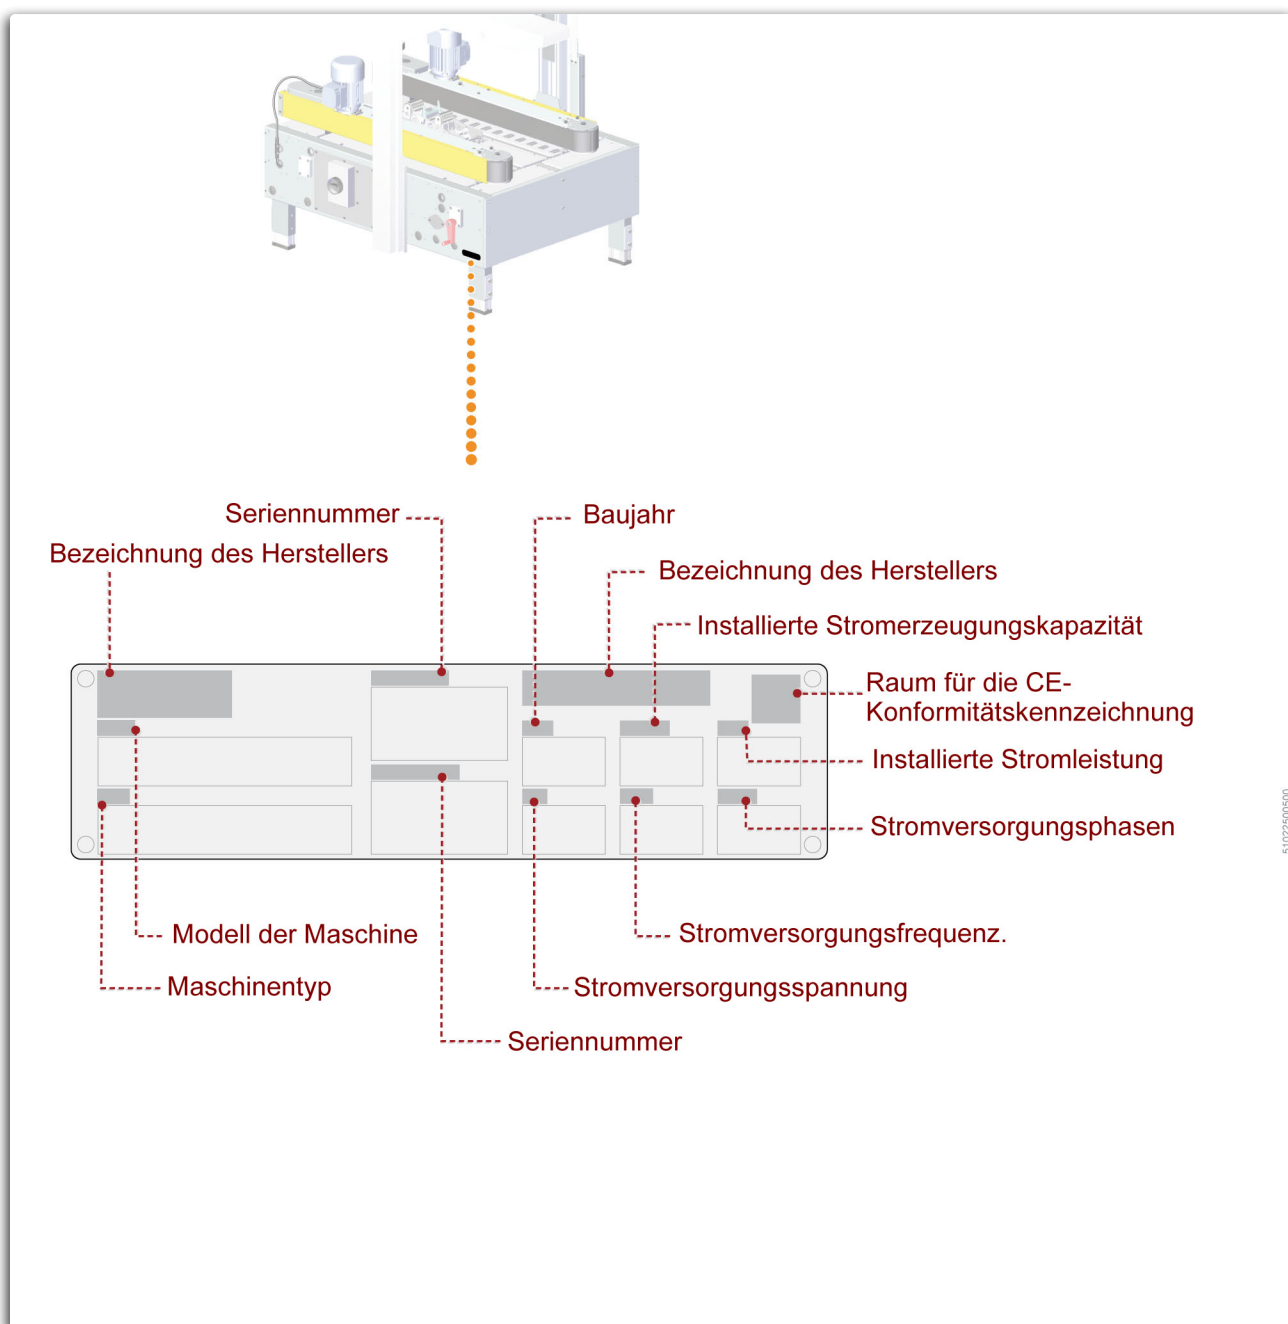 Seriennummer
Baujahr
Bezeichnung des Herstellers
Bezeichnung des Herstellers
Installierte Stromerzeugungskapazität
Raum für die CE-
Konformitätskennzeichnung
Installierte Stromleistung
Stromversorgungsphasen
Modell der Maschine
Stromversorgungsfrequenz.
Maschinentyp
Stromversorgungsspannung
Seriennummer
51022500500